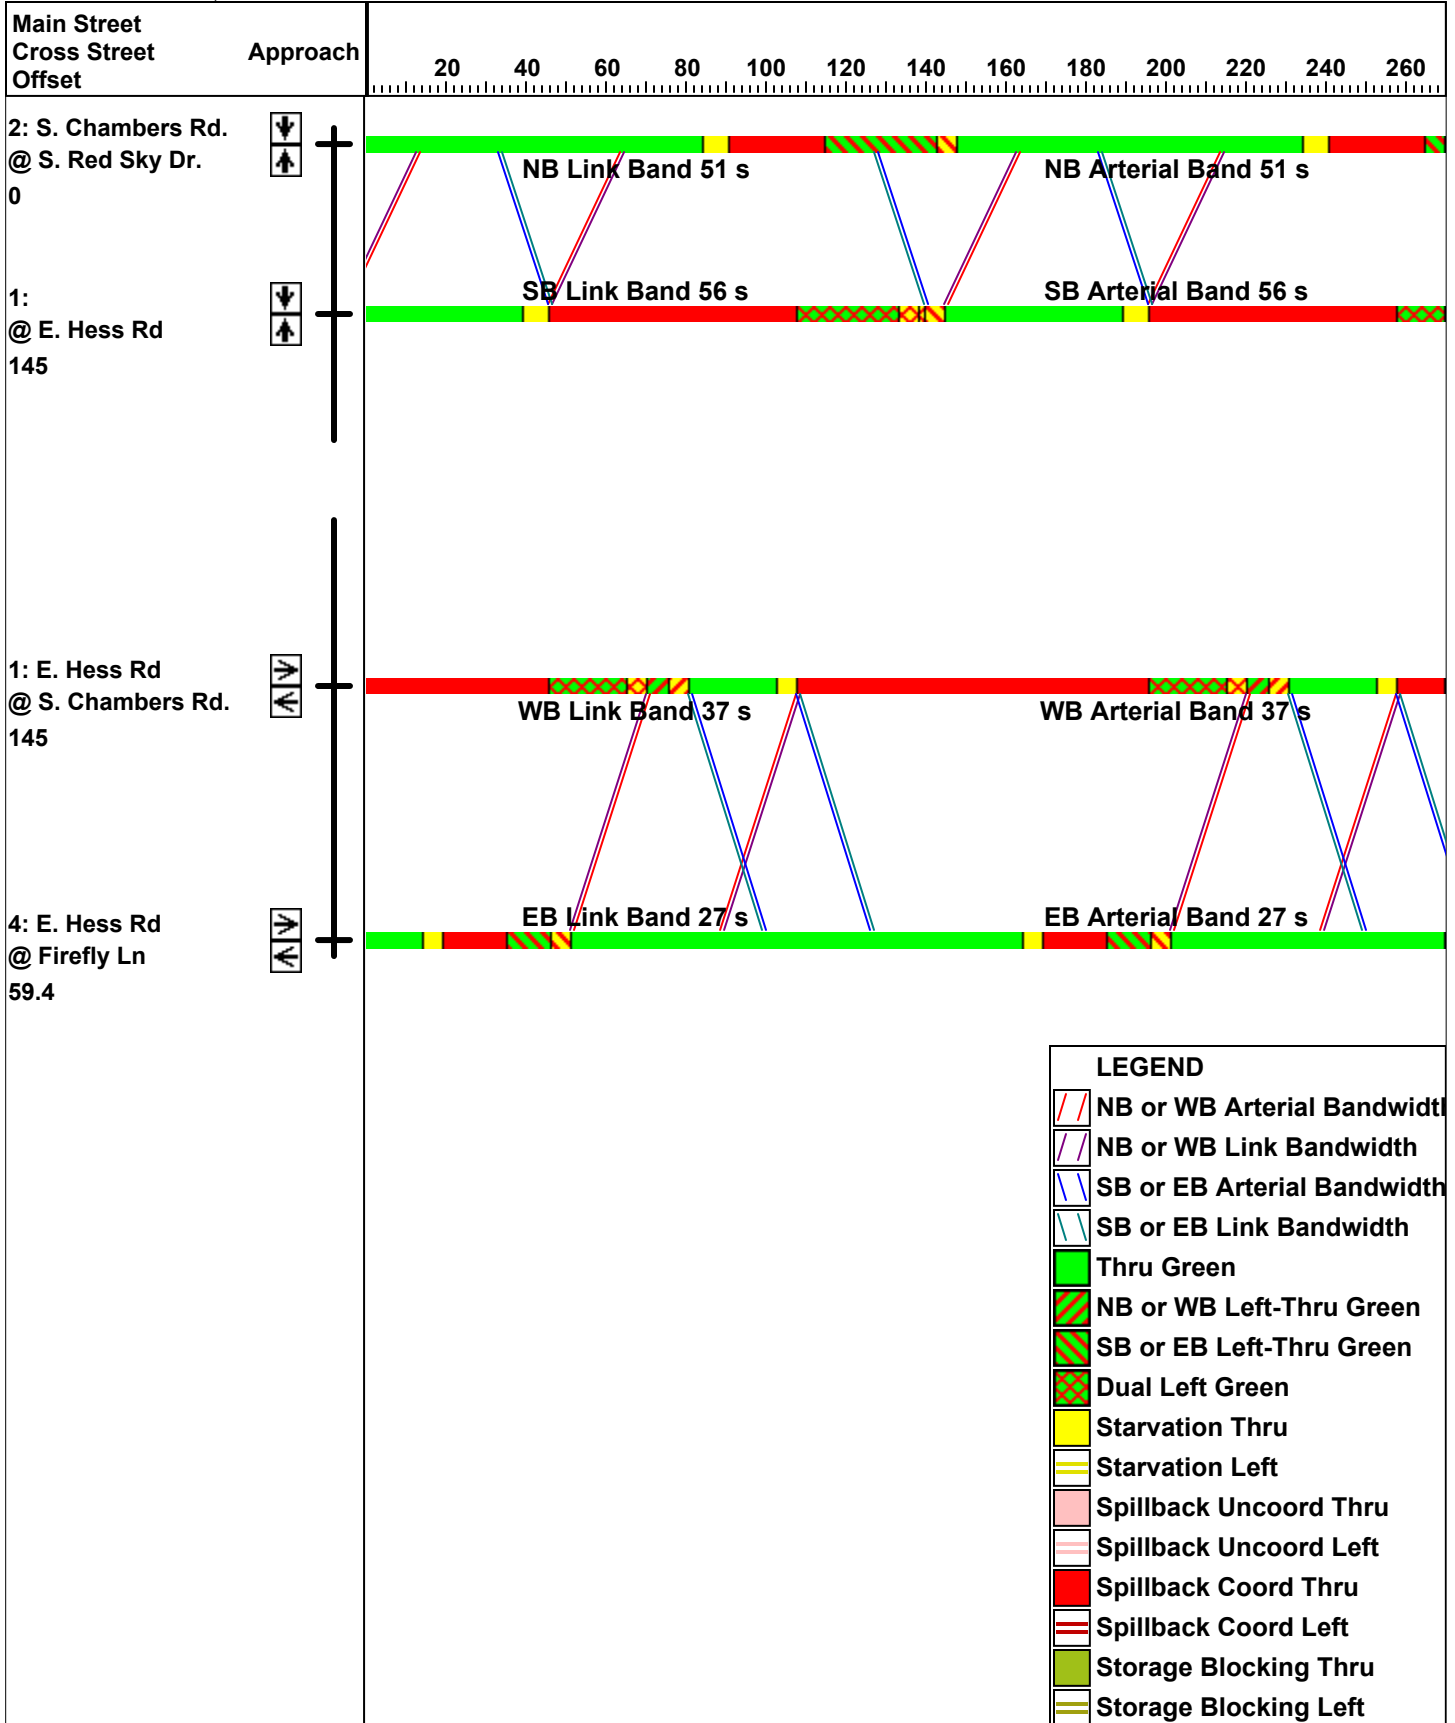 Main Street
Cross Street Approach
Offset
20 40 60 80 100 120 140 160 180 200 220 240 260
2: S. Chambers Rd.
@ S. Red Sky Dr.
0
NB Link Band 51 s NB Arterial Band 51 s
1:
@ E. Hess Rd
145
SB Link Band 56 s SB Arterial Band 56 s
1: E. Hess Rd
@ S. Chambers Rd.
145
WB Link Band 37 s WB Arterial Band 37 s
4: E. Hess Rd
@ Firefly Ln
59.4
EB Link Band 27 s EB Arterial Band 27 s
LEGEND
NB or WB Arterial Bandwidth
NB or WB Link Bandwidth
SB or EB Arterial Bandwidth
SB or EB Link Bandwidth
Thru Green
NB or WB Left-Thru Green
SB or EB Left-Thru Green
Dual Left Green
Starvation Thru
Starvation Left
Spillback Uncoord Thru
Spillback Uncoord Left
Spillback Coord Thru
Spillback Coord Left
Storage Blocking Thru
Storage Blocking Left